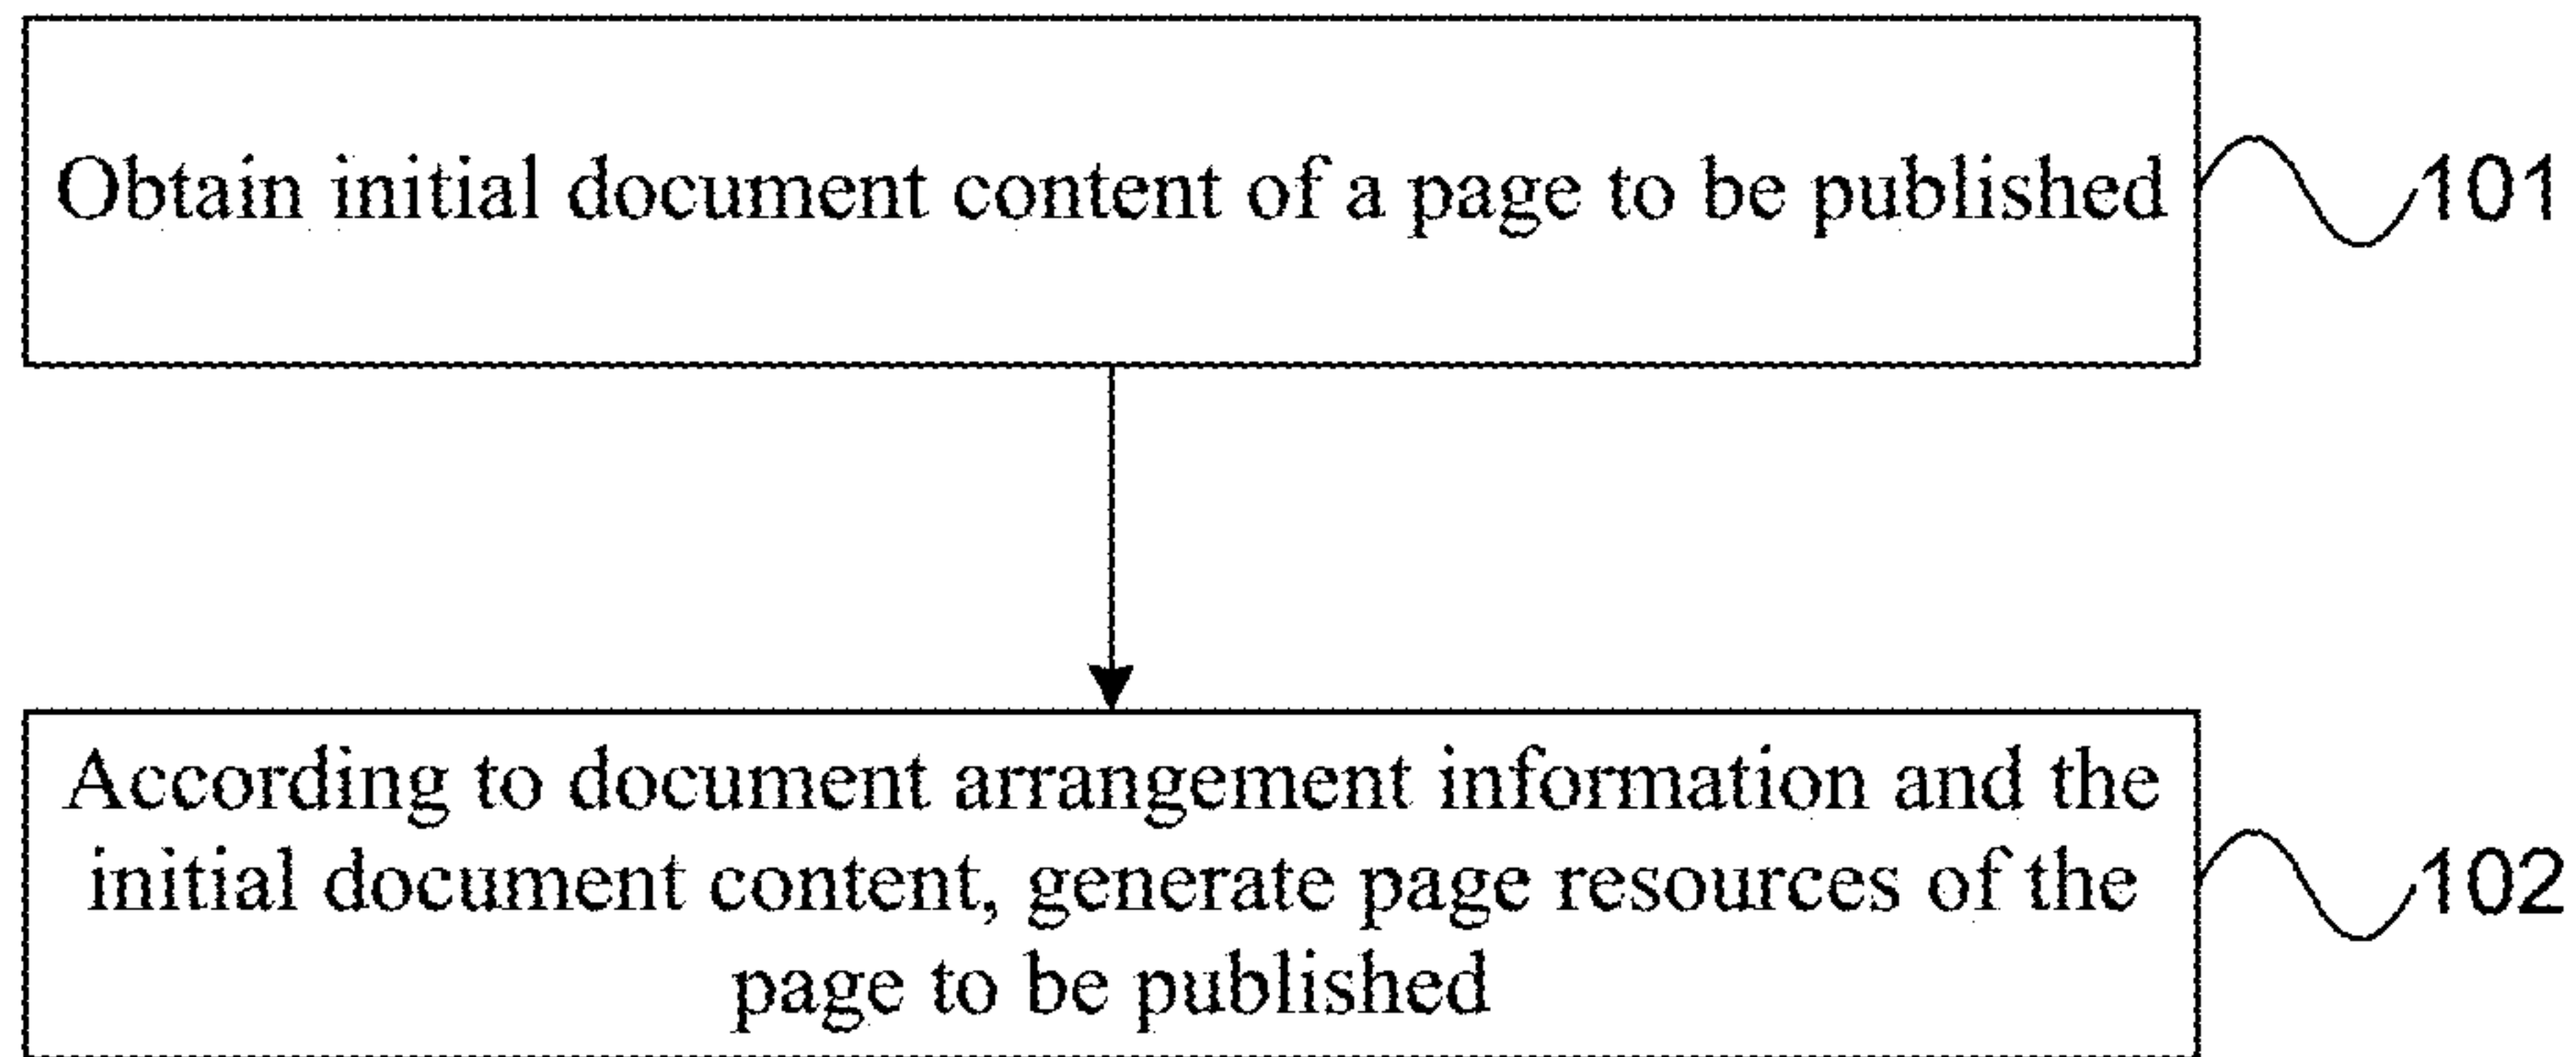 Obtain initial document content of a page to be published
101
According to document arrangement information and the
initial document content, generate page resources of the
page to be published
102